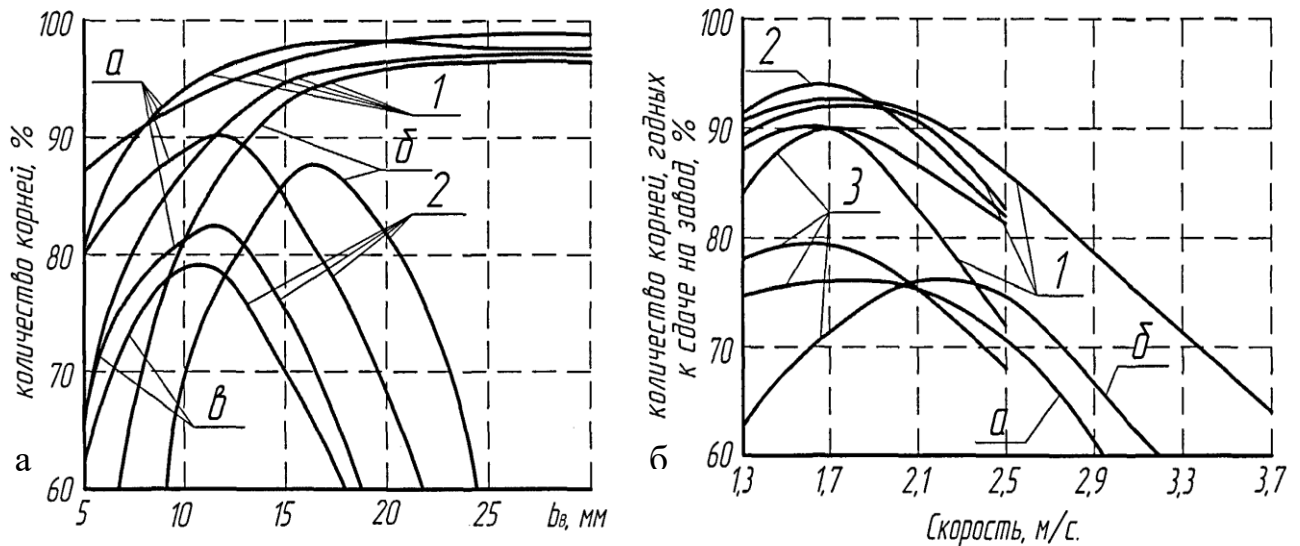 количество корней, %
100
90
80
70
60
5
10
15
20
25
bв, мм
а
1
б
2
в
а
количество корней, годных
к сдаче на завод, %
100
90
80
70
60
1,3
1,7
2,1
2,5
2,9
3,3
3,7
Скорость, м/с.
2
3
1
б
а
б